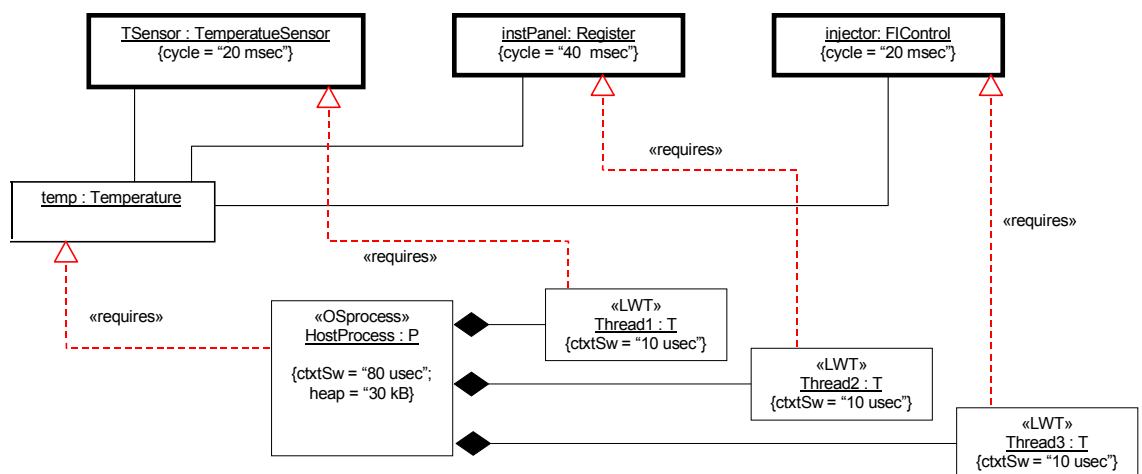 TSensor : TemperatueSensor
{cycle = “20 msec”}
instPanel: Register
{cycle = “40  msec”}
injector: FIControl
{cycle = “20 msec”}
«requires»
temp : Temperature
«requires»
«requires»
«requires»
«OSprocess»
HostProcess : P
{ctxtSw = “80 usec”;
heap = “30 kB}
«LWT»
Thread1 : T
{ctxtSw = “10 usec”}
«LWT»
Thread2 : T
{ctxtSw = “10 usec”}
«LWT»
Thread3 : T
{ctxtSw = “10 usec”}